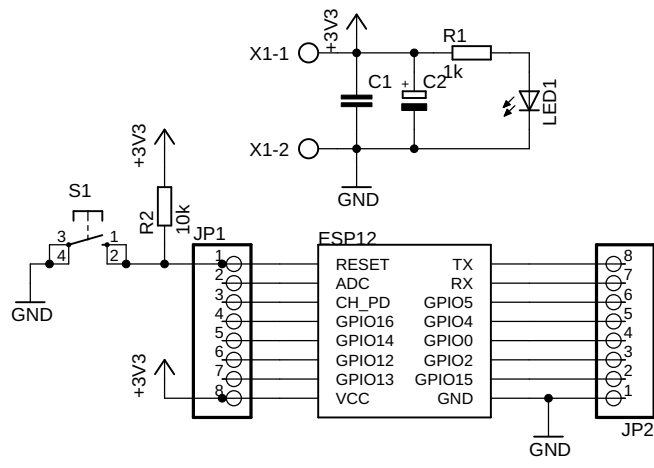 +3V3
X1-1
R1
1k
C1
+
C2
LED1
X1-2
GND
+3V3
S1
R2
10k
3
1
4
2
GND
JP1
ESP12
1
RESET
TX
8
2
ADC
RX
7
3
CH_PD
GPIO5
6
4
GPIO16
GPIO4
5
5
GPIO14
GPIO0
4
6
GPIO12
GPIO2
3
7
GPIO13
GPIO15
2
8
VCC
GND
1
+3V3
GND
JP2